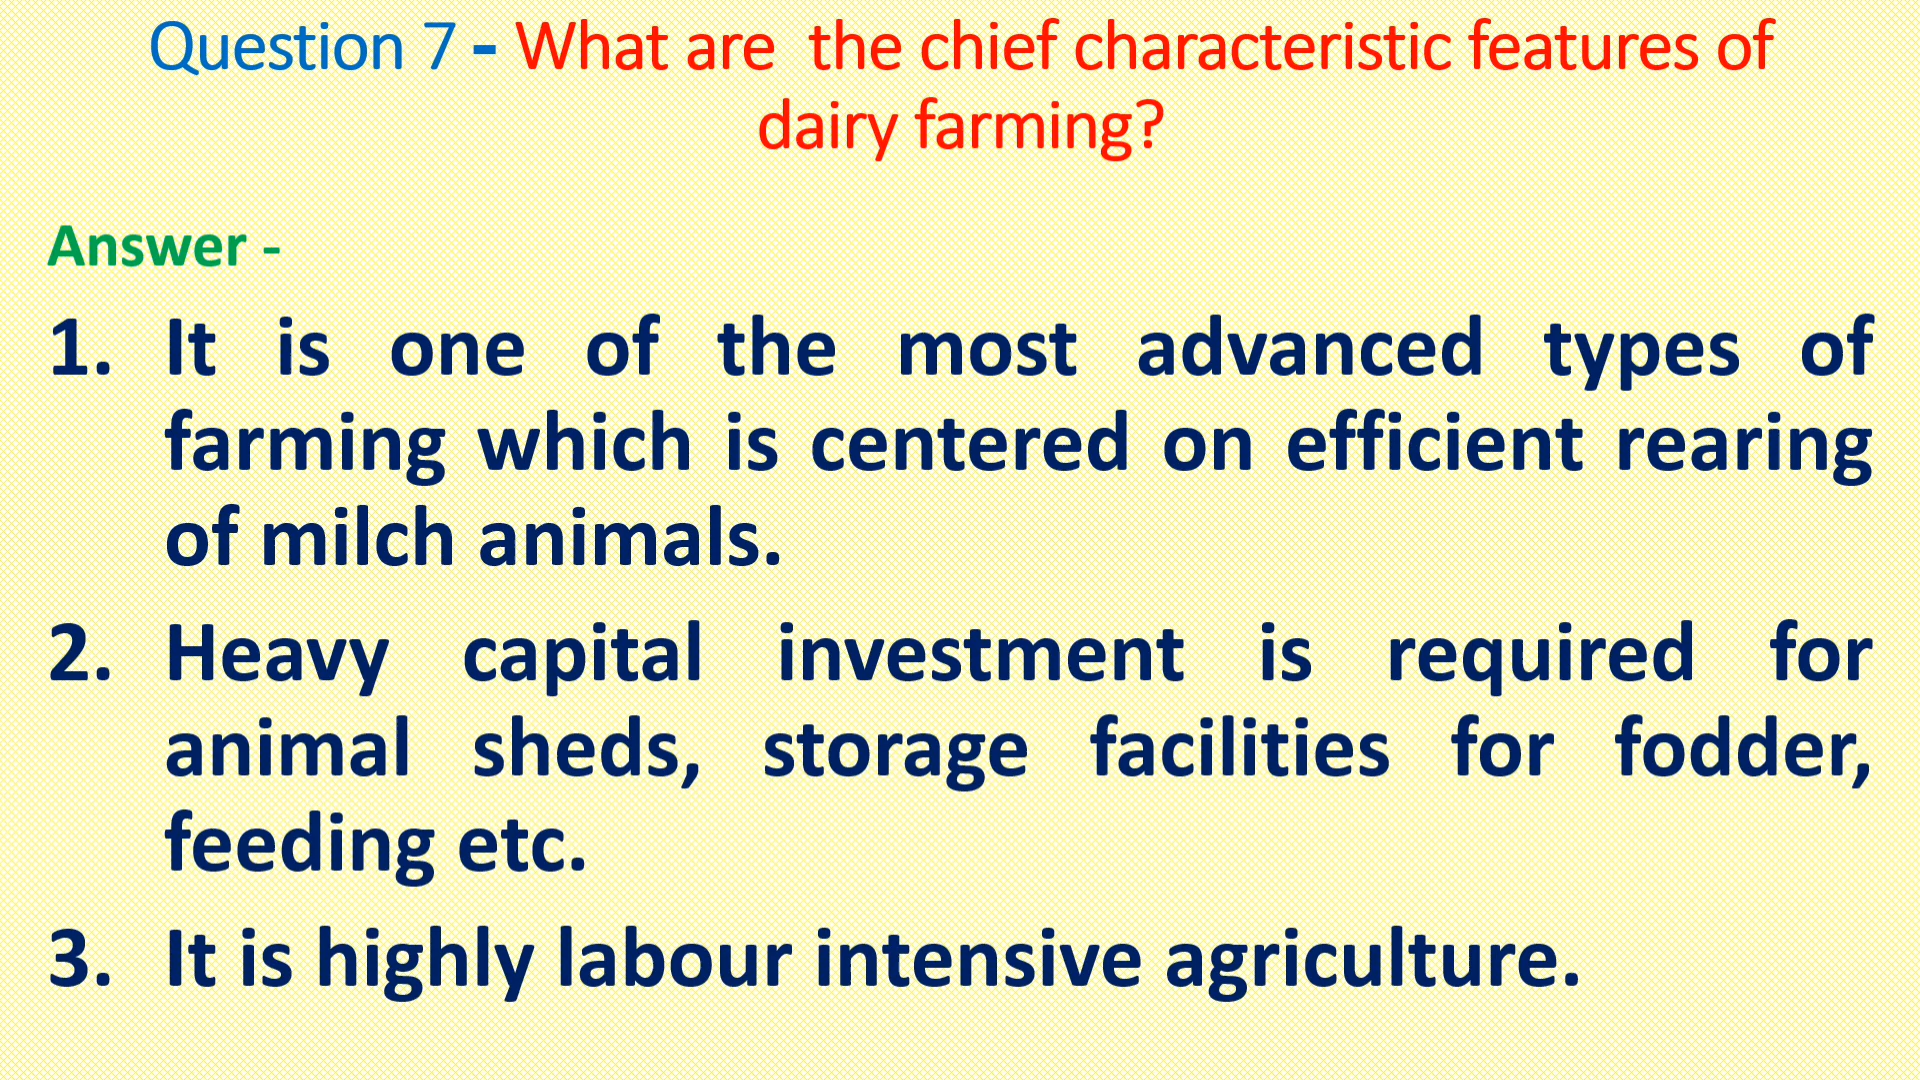 Question 7 - What are  the chief characteristic features of
dairy farming?
Answer -
1. It is one of the most advanced types of
farming which is centered on efficient rearing
of milch animals.
2. Heavy capital investment is required for
animal sheds, storage facilities for fodder,
feeding etc.
3. It is highly labour intensive agriculture.